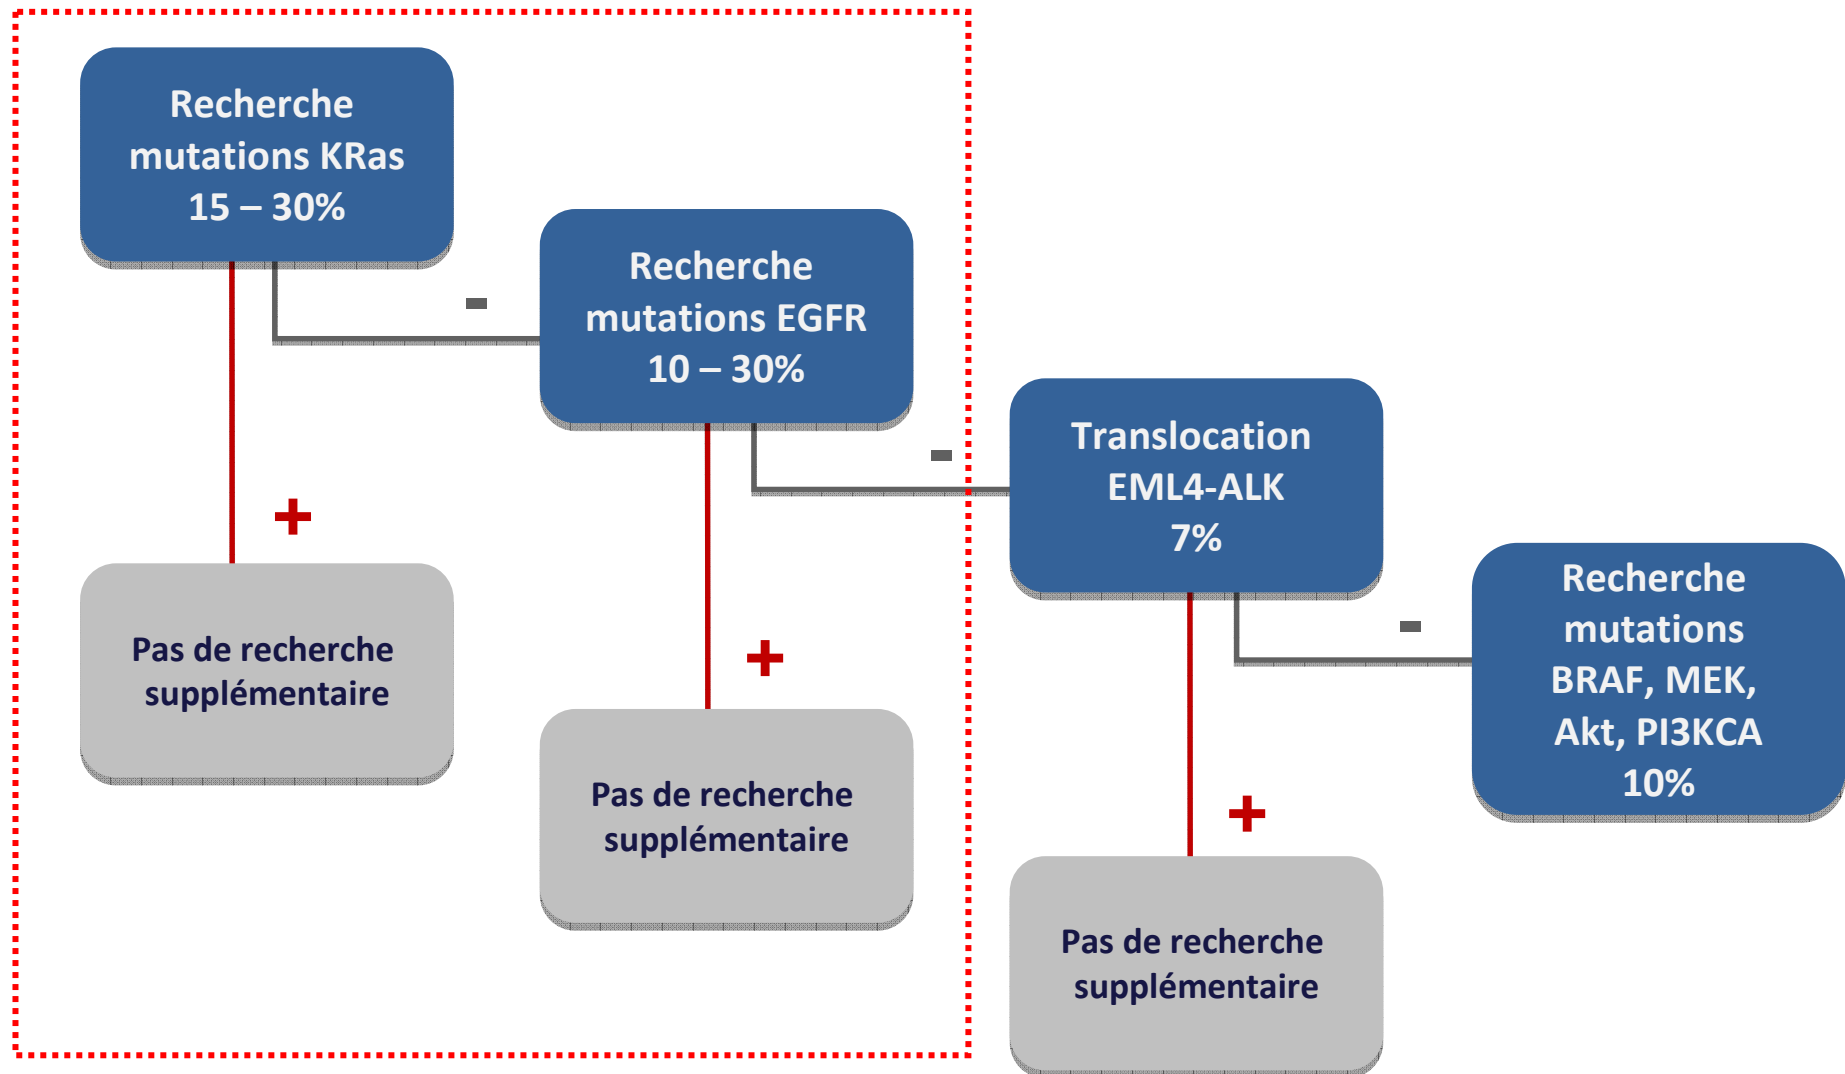 Recherche
mutations KRas
15 – 30%
-
Recherche
mutations EGFR
10 – 30%
-
Translocation
EML4-ALK
7%
-
Recherche
mutations
BRAF, MEK,
Akt, PI3KCA
10%
+
Pas de recherche
supplémentaire
+
Pas de recherche
supplémentaire
+
Pas de recherche
supplémentaire